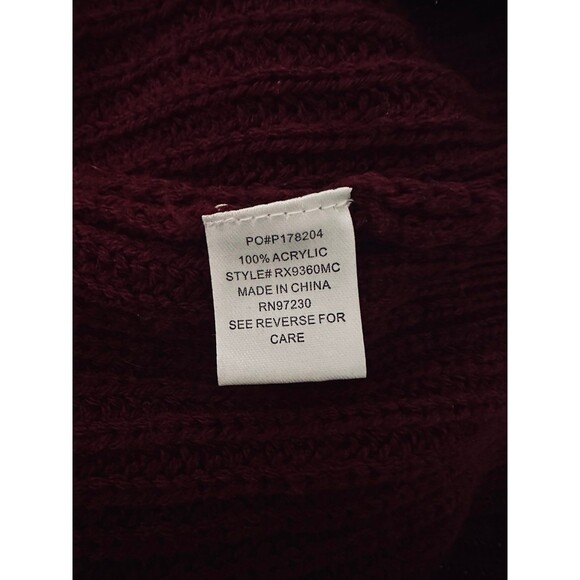 PO#P178204
100% ACRYLIC
STYLE# RX9360MC
MADE IN CHINA
RN97230
SEE REVERSE FOR
CARE